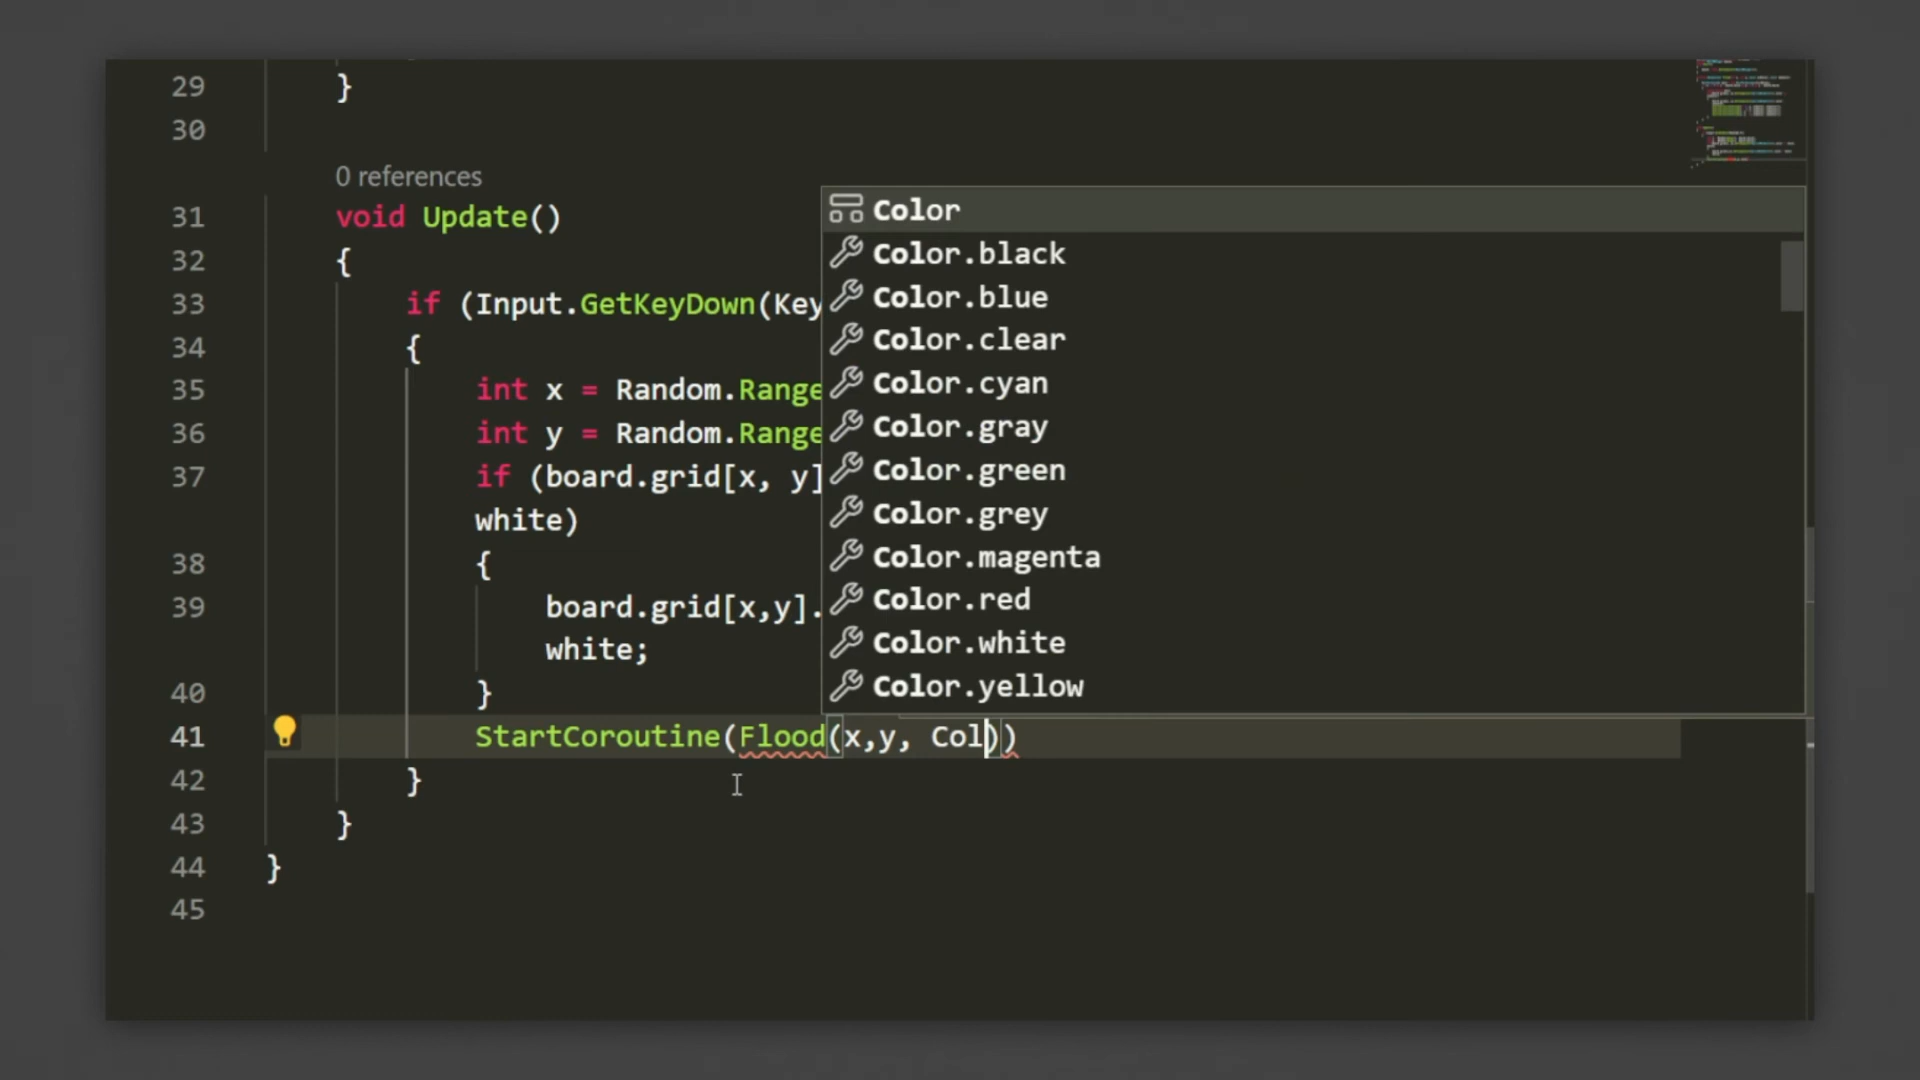 29 }
30
0 references
31 void Update()
32 {
33 if (Input.GetKeyDown(Key
34 {
35 int x = Random.Range
36 int y = Random.Range
37 if (board.grid[x, y]
white)
38 {
39 board.grid[x,y].
white;
40 }
41 StartCoroutine(Flood(x,y, Col))
42 }
43 }
44 }
45
Color
Color.black
Color.blue
Color.clear
Color.cyan
Color.gray
Color.green
Color.grey
Color.magenta
Color.red
Color.white
Color.yellow